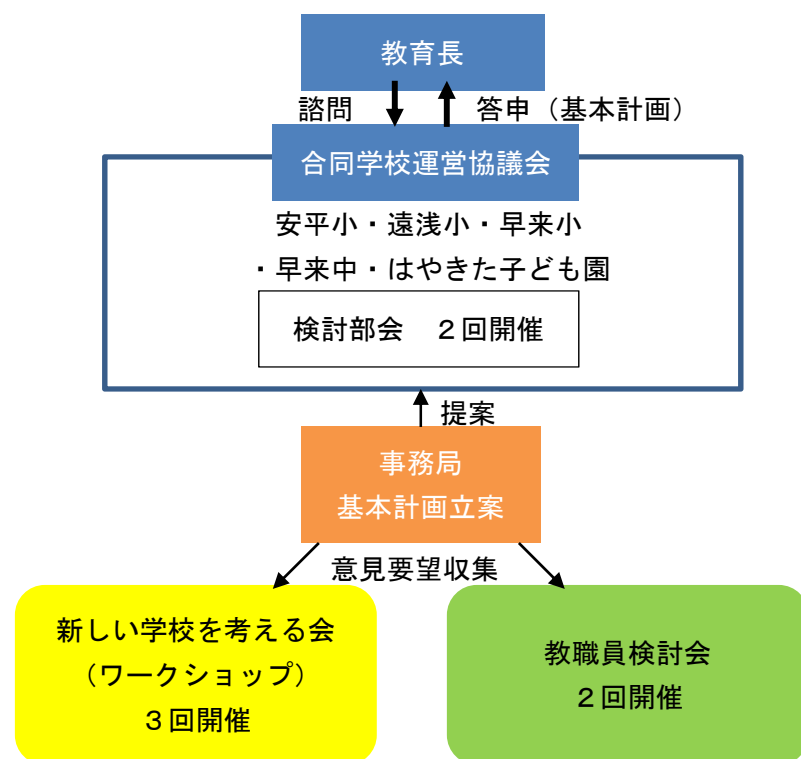 教育長
諮問
答申（基本計画）
合同学校運営協議会
安平小・遠浅小・早来小
・早来中・はやきた子ども園
検討部会　２回開催
提案
事務局
基本計画立案
意見要望収集
新しい学校を考える会
（ワークショップ）
３回開催
教職員検討会
２回開催